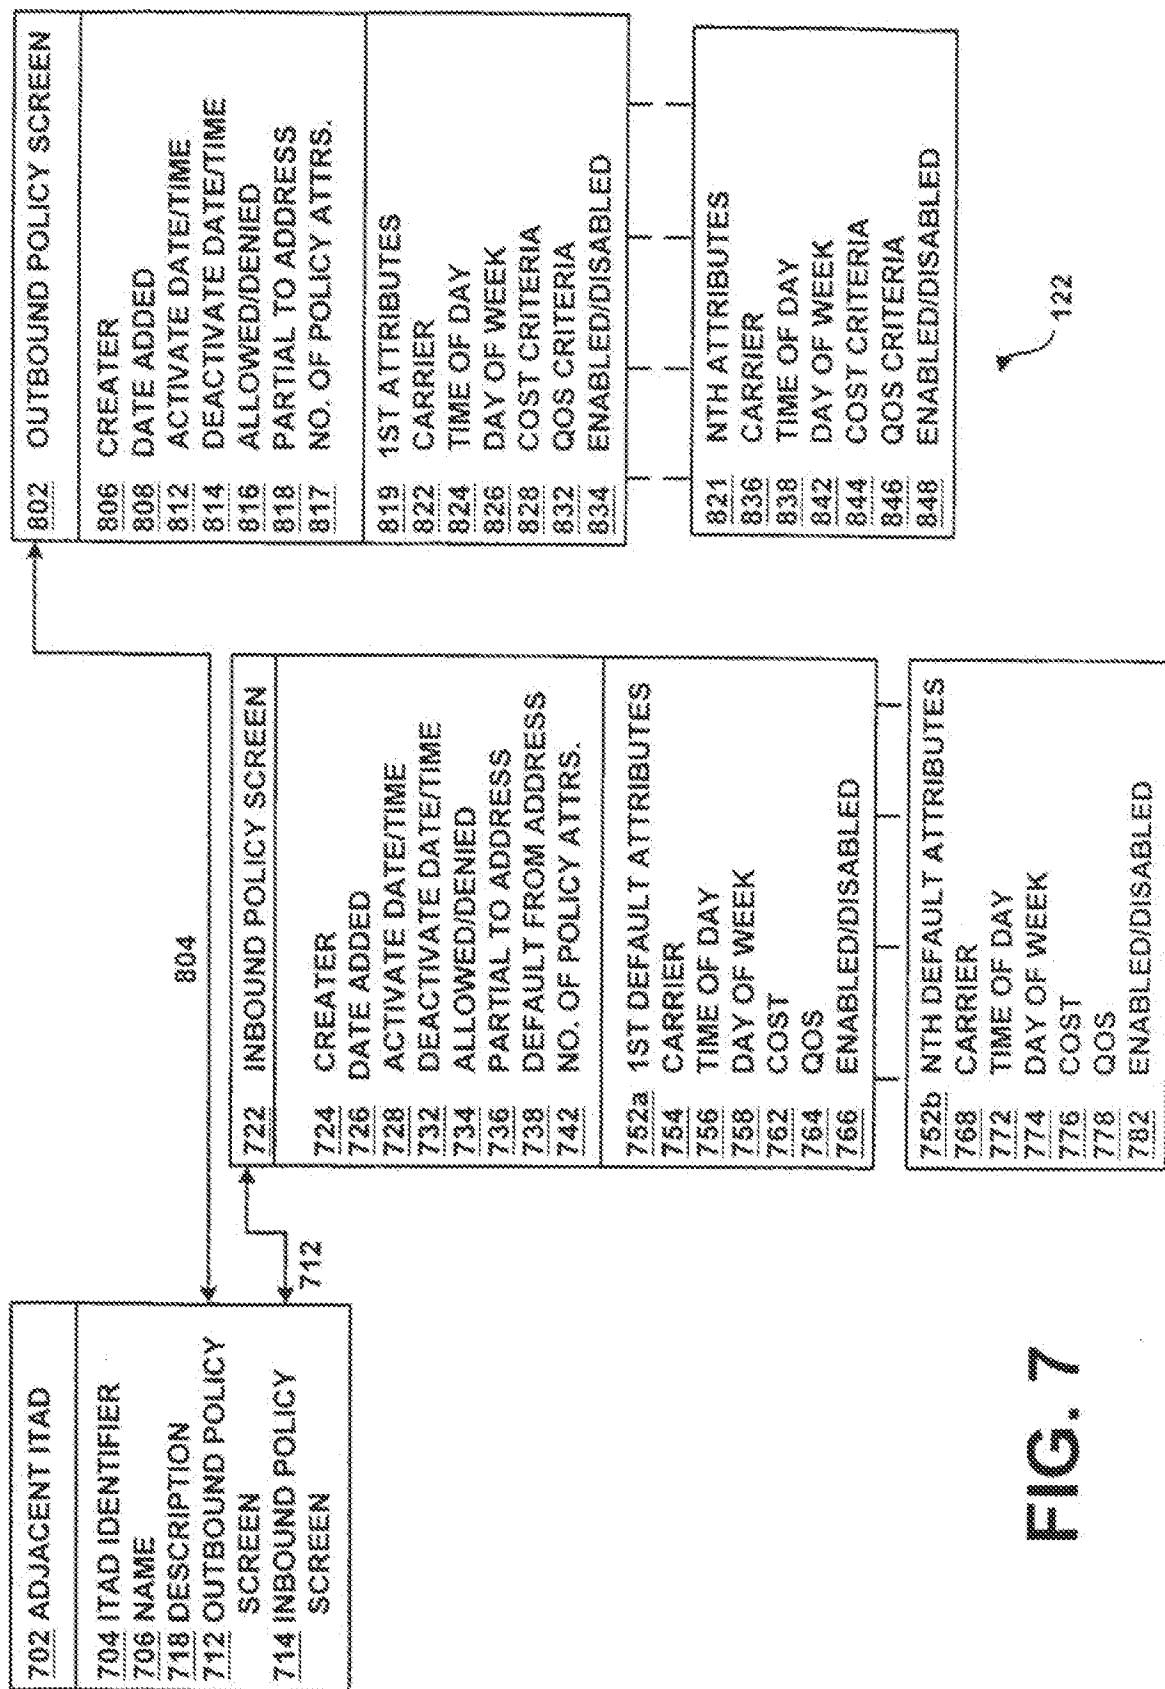 702 ADJACENT ITAD
704 ITAD IDENTIFIER
706 NAME
718 DESCRIPTION
712 OUTBOUND POLICY
SCREEN
714 INBOUND POLICY
SCREEN
804
712
722 INBOUND POLICY SCREEN
724 CREATER
726 DATE ADDED
728 ACTIVATE DATE/TIME
732 DEACTIVATE DATE/TIME
734 ALLOWED/DENIED
736 PARTIAL TO ADDRESS
738 DEFAULT FROM ADDRESS
742 NO. OF POLICY ATTRS.
752a 1ST DEFAULT ATTRIBUTES
754 CARRIER
756 TIME OF DAY
758 DAY OF WEEK
762 COST
764 QOS
766 ENABLED/DISABLED
752b NTH DEFAULT ATTRIBUTES
768 CARRIER
772 TIME OF DAY
774 DAY OF WEEK
776 COST
778 QOS
782 ENABLED/DISABLED
802 OUTBOUND POLICY SCREEN
806 CREATER
808 DATE ADDED
812 ACTIVATE DATE/TIME
814 DEACTIVATE DATE/TIME
816 ALLOWED/DENIED
818 PARTIAL TO ADDRESS
817 NO. OF POLICY ATTRS.
819 1ST ATTRIBUTES
822 CARRIER
824 TIME OF DAY
826 DAY OF WEEK
828 COST CRITERIA
832 QOS CRITERIA
834 ENABLED/DISABLED
821 NTH ATTRIBUTES
836 CARRIER
838 TIME OF DAY
842 DAY OF WEEK
844 COST CRITERIA
846 QOS CRITERIA
848 ENABLED/DISABLED
122
FIG. 7